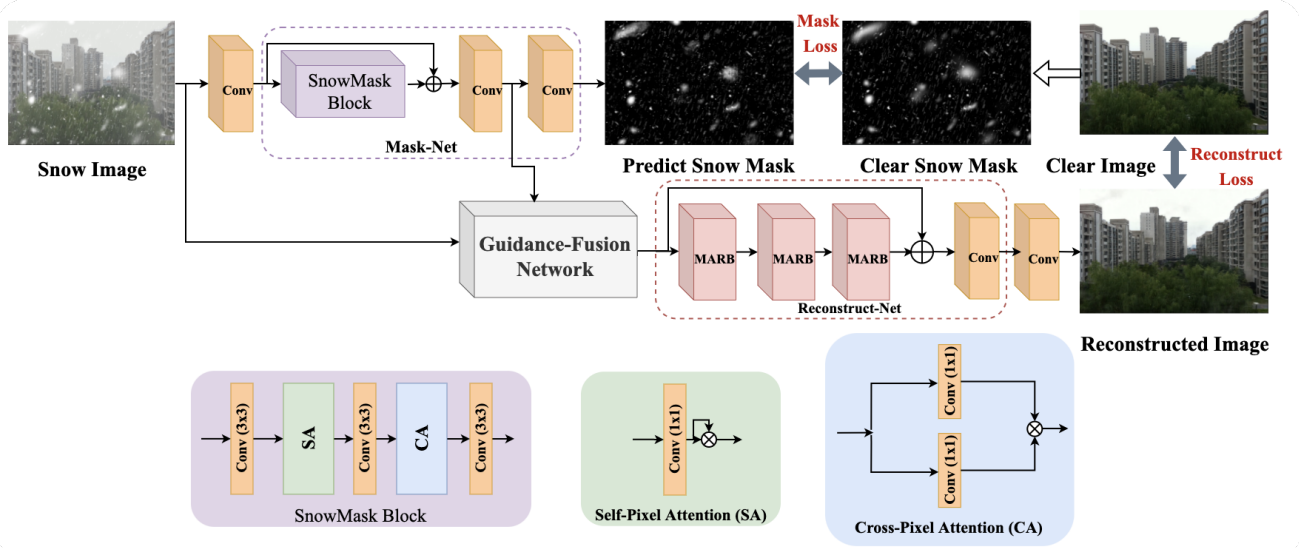 Snow Image
Conv
SnowMask
Block
Conv
Conv
Mask-Net
Predict Snow Mask
Mask
Loss
Clear Snow Mask
Clear Image
Reconstruct
Loss
Guidance-Fusion
Network
MARB
MARB
MARB
Conv
Conv
Reconstruct-Net
Reconstructed Image
Conv (3x3)
SA
Conv (3x3)
CA
Conv (3x3)
SnowMask Block
Conv (1x1)
Self-Pixel Attention (SA)
Conv (1x1)
Conv (1x1)
Cross-Pixel Attention (CA)